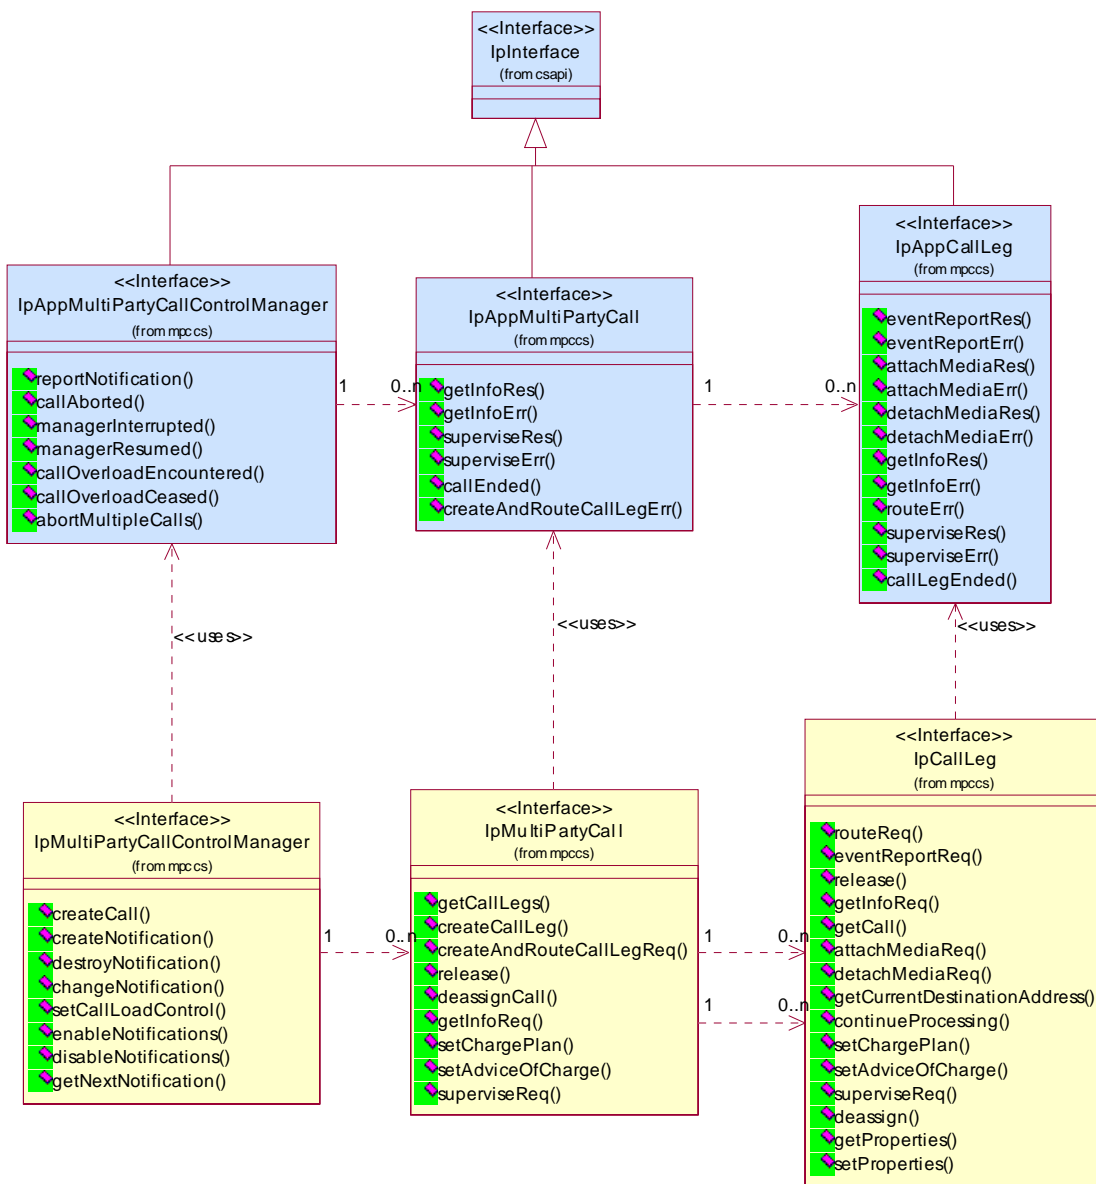 <<Interface>>
IpInterface
(from csapi)
<<Interface>>
IpAppCallLeg
(from mpccs)
eventReportRes()
eventReportErr()
attachMediaRes()
attachMediaErr()
detachMediaRes()
detachMediaErr()
getInfoRes()
getInfoErr()
routeErr()
superviseRes()
superviseErr()
callLegEnded()
<<Interface>>
IpAppMultiPartyCallControlManager
(from mpccs)
reportNotification()
callAborted()
managerInterrupted()
managerResumed()
callOverloadEncountered()
callOverloadCeased()
abortMultipleCalls()
1
0..n
<<Interface>>
IpAppMultiPartyCall
(from mpccs)
getInfoRes()
getInfoErr()
superviseRes()
superviseErr()
callEnded()
createAndRouteCallLegErr()
1
0..n
<<uses>>
<<uses>>
<<uses>>
<<Interface>>
IpMultiPartyCallControlManager
(from mpccs)
createCall()
createNotification()
destroyNotification()
changeNotification()
setCallLoadControl()
enableNotifications()
disableNotifications()
getNextNotification()
1
0..n
<<Interface>>
IpMultiPartyCall
(from mpccs)
getCallLegs()
createCallLeg()
createAndRouteCallLegReq()
release()
deassignCall()
getInfoReq()
setChargePlan()
setAdviceOfCharge()
superviseReq()
1
0..n
1
0..n
<<Interface>>
IpCallLeg
(from mpccs)
routeReq()
eventReportReq()
release()
getInfoReq()
getCall()
attachMediaReq()
detachMediaReq()
getCurrentDestinationAddress()
continueProcessing()
setChargePlan()
setAdviceOfCharge()
superviseReq()
deassign()
getProperties()
setProperties()